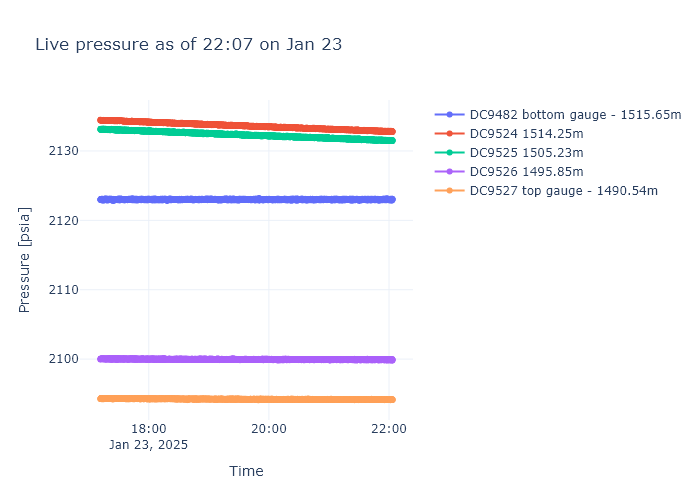 Live pressure as of 22:07 on Jan 23
DC9482 bottom gauge - 1515.65m
DC9524 1514.25m
DC9525 1505.23m
DC9526 1495.85m
DC9527 top gauge - 1490.54m
Pressure [psia]
2130
2120
2110
2100
18:00
Jan 23, 2025
20:00
22:00
Time